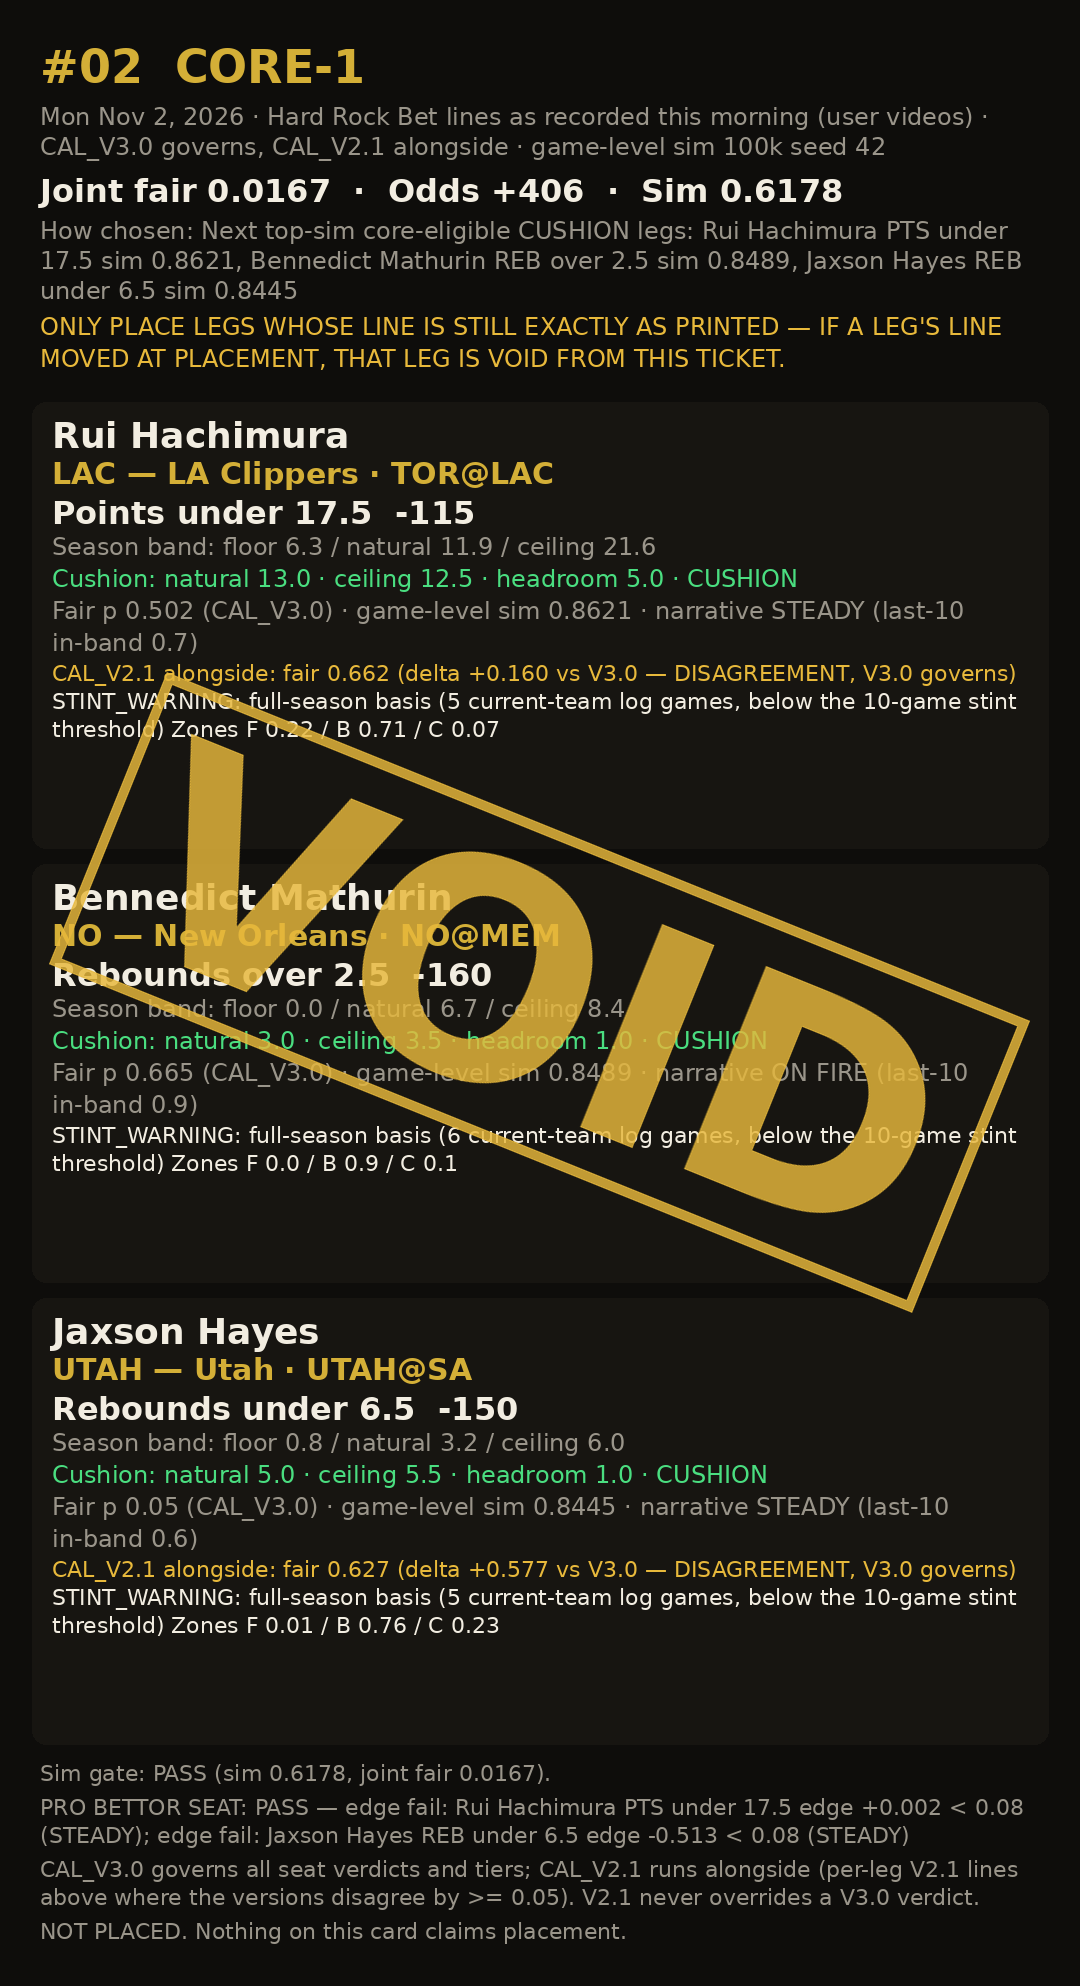 #02 CORE-1
Mon Nov 2, 2026 · Hard Rock Bet lines as recorded this morning (user videos) ·
CAL_V3.0 governs, CAL_V2.1 alongside · game-level sim 100k seed 42
Joint fair 0.0167 · Odds +406 · Sim 0.6178
How chosen: Next top-sim core-eligible CUSHION legs: Rui Hachimura PTS under
17.5 sim 0.8621, Bennedict Mathurin REB over 2.5 sim 0.8489, Jaxson Hayes REB
under 6.5 sim 0.8445
ONLY PLACE LEGS WHOSE LINE IS STILL EXACTLY AS PRINTED — IF A LEG'S LINE
MOVED AT PLACEMENT, THAT LEG IS VOID FROM THIS TICKET.
Rui Hachimura
LAC — LA Clippers · TOR@LAC
Points under 17.5 -115
Season band: floor 6.3 / natural 11.9 / ceiling 21.6
Cushion: natural 13.0 · ceiling 12.5 · headroom 5.0 · CUSHION
Fair p 0.502 (CAL_V3.0) · game-level sim 0.8621 · narrative STEADY (last-10
in-band 0.7)
CAL_V2.1 alongside: fair 0.662 (delta +0.160 vs V3.0 — DISAGREEMENT, V3.0 governs)
STINT_WARNING: full-season basis (5 current-team log games, below the 10-game stint
threshold) Zones F 0.22 / B 0.71 / C 0.07
VOID
Bennedict Mathurin
NO — New Orleans · NO@MEM
Rebounds over 2.5 -160
Season band: floor 0.0 / natural 6.7 / ceiling 8.4
Cushion: natural 3.0 · ceiling 3.5 · headroom 1.0 · CUSHION
Fair p 0.665 (CAL_V3.0) · game-level sim 0.8489 · narrative ON FIRE (last-10
in-band 0.9)
STINT_WARNING: full-season basis (6 current-team log games, below the 10-game stint
threshold) Zones F 0.0 / B 0.9 / C 0.1
Jaxson Hayes
UTAH — Utah · UTAH@SA
Rebounds under 6.5 -150
Season band: floor 0.8 / natural 3.2 / ceiling 6.0
Cushion: natural 5.0 · ceiling 5.5 · headroom 1.0 · CUSHION
Fair p 0.05 (CAL_V3.0) · game-level sim 0.8445 · narrative STEADY (last-10
in-band 0.6)
CAL_V2.1 alongside: fair 0.627 (delta +0.577 vs V3.0 — DISAGREEMENT, V3.0 governs)
STINT_WARNING: full-season basis (5 current-team log games, below the 10-game stint
threshold) Zones F 0.01 / B 0.76 / C 0.23
Sim gate: PASS (sim 0.6178, joint fair 0.0167).
PRO BETTOR SEAT: PASS — edge fail: Rui Hachimura PTS under 17.5 edge +0.002 < 0.08
(STEADY); edge fail: Jaxson Hayes REB under 6.5 edge -0.513 < 0.08 (STEADY)
CAL_V3.0 governs all seat verdicts and tiers; CAL_V2.1 runs alongside (per-leg V2.1 lines
above where the versions disagree by >= 0.05). V2.1 never overrides a V3.0 verdict.
NOT PLACED. Nothing on this card claims placement.